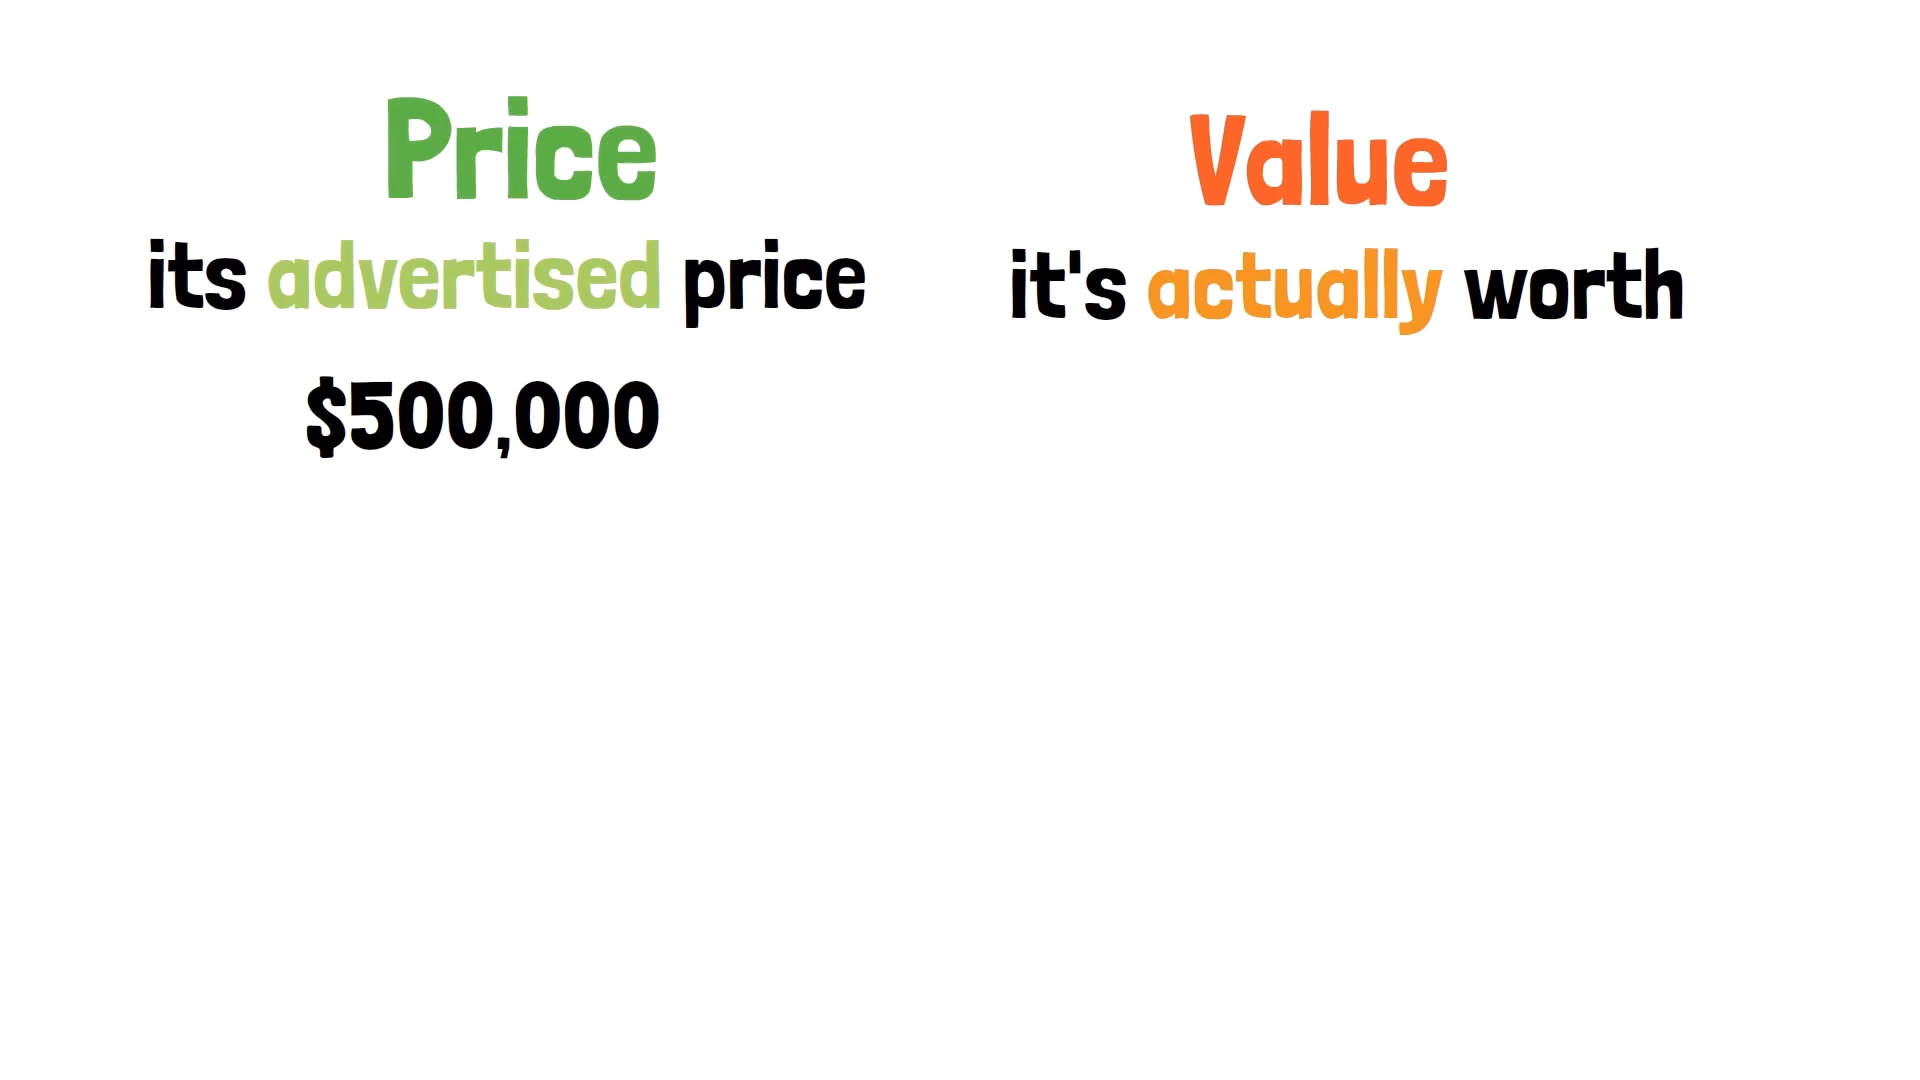 Price
its advertised price
$500,000
Value
it's actually worth